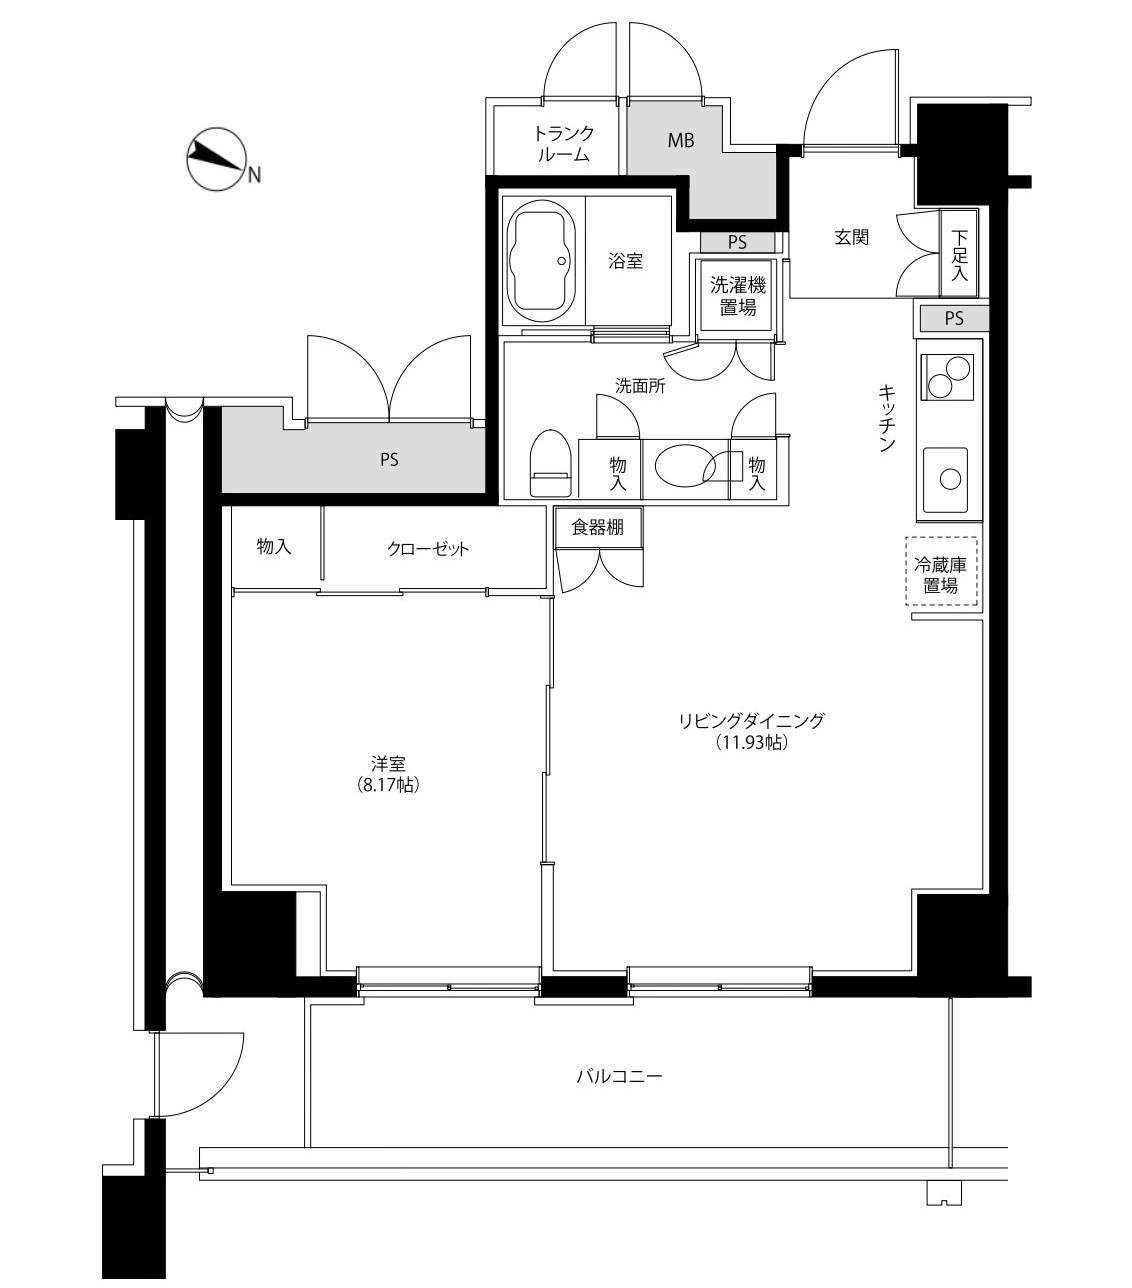 トランク
ルーム
MB
N
PS
玄関
浴室
下足入
洗濯機
置場
PS
洗面所
キッチン
PS
物入
物入
食器棚
物入
クローゼット
冷蔵庫
置場
リビングダイニング
(11.93帖)
洋室
(8.17帖)
バルコニー